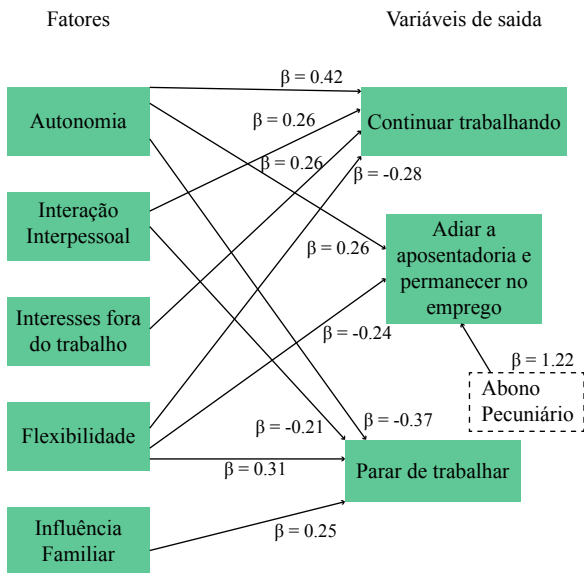 Fatores
Variáveis de saida
Autonomia
Interação
Interpessoal
Interesses fora
do trabalho
Flexibilidade
Influência
Familiar
β = 0.42
β = 0.26
β = 0.26
β = -0.28
β = 0.26
β = -0.24
β = 1.22
β = -0.21
β = -0.37
β = 0.31
β = 0.25
Continuar trabalhando
Adiar a
aposentadoria e
permanecer no
emprego
Abono
Pecuniário
Parar de trabalhar